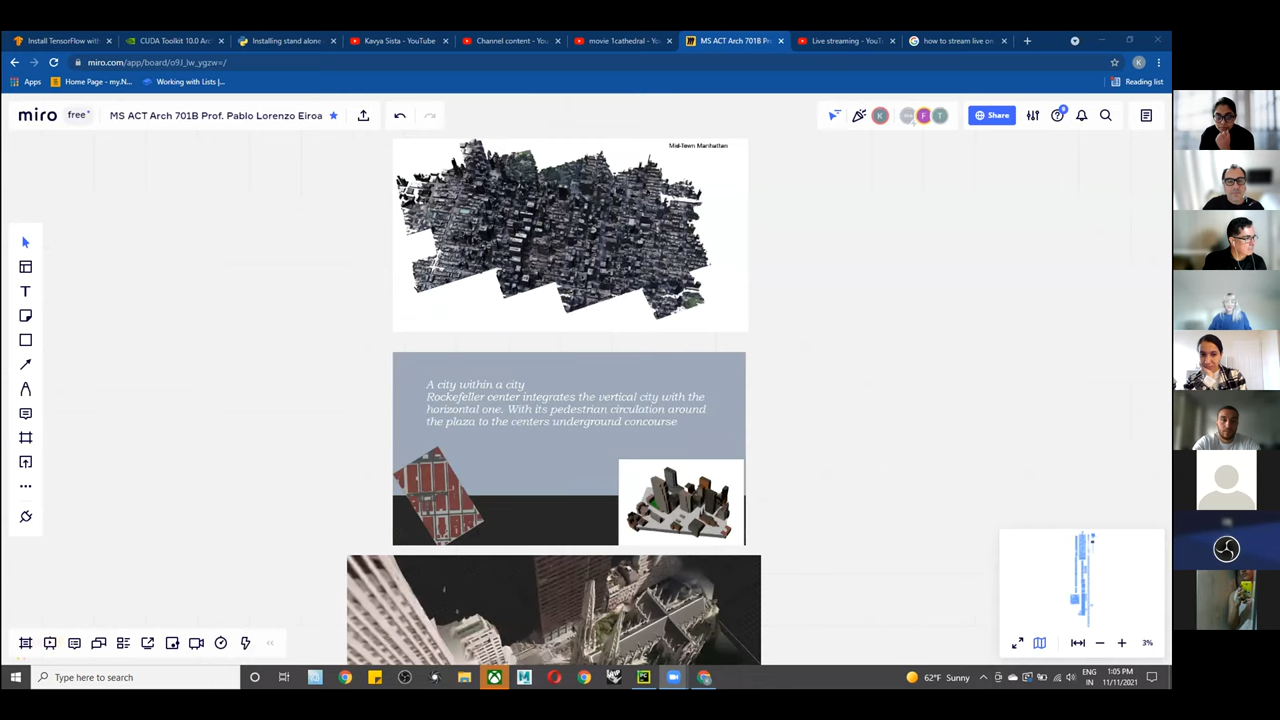 Install TensorFlow with
CUDA Toolkit 10.0 Arc
Installing stand alone
Kavya Sista - YouTube
Channel content - Yo
movie 1cathedral - You
MS ACT Arch 701B Pr
Live streaming - YouT
how to stream live on
miro.com/app/board/o9J_lw_ygzw=/
K
Apps
Home Page - my.N...
Working with Lists |...
Reading list
miro
free
MS ACT Arch 701B Prof. Pablo Lorenzo Eiroa
K
F
T
Share
Mid-Town Manhattan
A city within a city
Rockefeller center integrates the vertical city with the
horizontal one. With its pedestrian circulation around
the plaza to the centers underground concourse
3%
Type here to search
62°F Sunny
ENG
IN
1:05 PM
11/11/2021